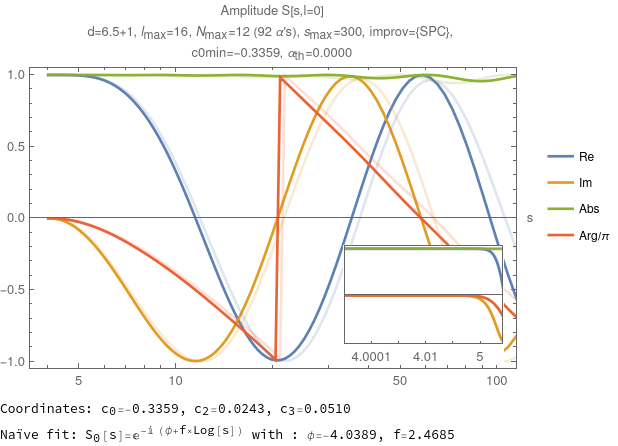 Amplitude S[s,l=0]
d=6.5+1, lmax=16, Nmax=12 (92 α's), smax=300, improv={SPC},
c0min=-0.3359, αth=0.0000
1.0
0.5
0.0
-0.5
-1.0
s
Re
Im
Abs
Arg/π
4.0001 4.01 5
5 10 50 100
Coordinates: c0=-0.3359, c2=0.0243, c3=0.0510
Naïve fit: S0[s]=e^-i (ϕ+f×Log[s]) with : ϕ=-4.0389, f=2.4685